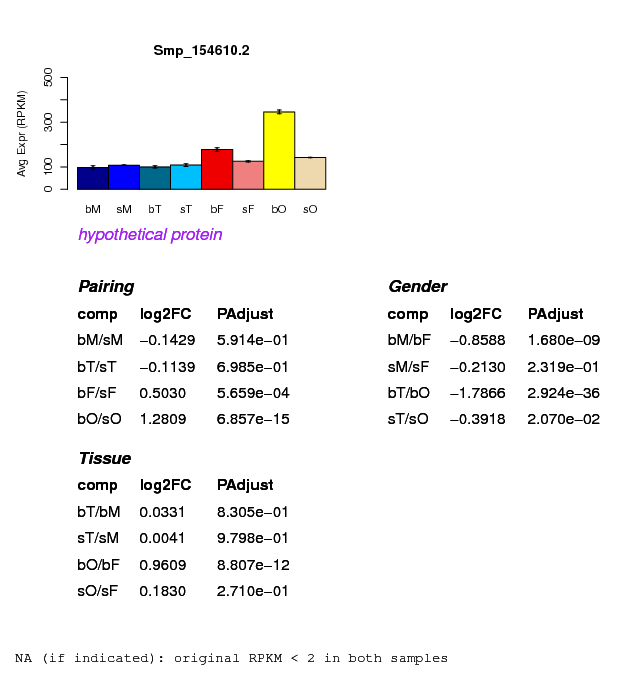 Smp_154610.2
Avg Expr (RPKM)
500
300
100
0
bM sM bT sT bF sF bO sO
hypothetical protein
Pairing
comp log2FC PAdjust
bM/sM −0.1429 5.914e−01
bT/sT −0.1139 6.985e−01
bF/sF 0.5030 5.659e−04
bO/sO 1.2809 6.857e−15
Gender
comp log2FC PAdjust
bM/bF −0.8588 1.680e−09
sM/sF −0.2130 2.319e−01
bT/bO −1.7866 2.924e−36
sT/sO −0.3918 2.070e−02
Tissue
comp log2FC PAdjust
bT/bM 0.0331 8.305e−01
sT/sM 0.0041 9.798e−01
bO/bF 0.9609 8.807e−12
sO/sF 0.1830 2.710e−01
NA (if indicated): original RPKM < 2 in both samples